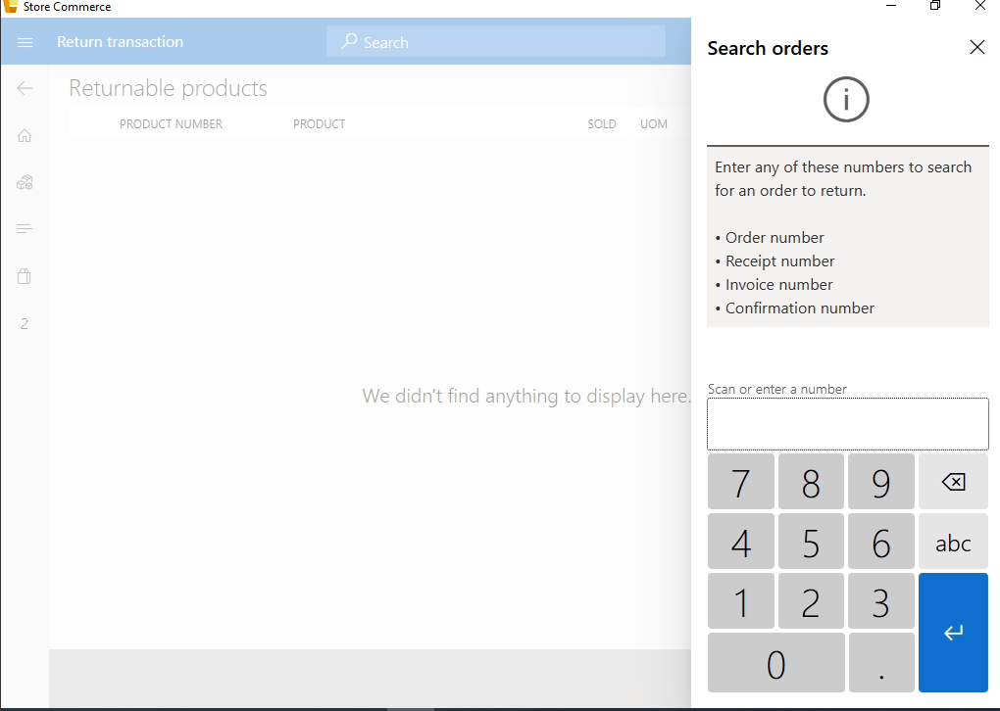 Store Commerce
Return transaction
Search
Returnable products
PRODUCT NUMBER PRODUCT SOLD UOM
We didn't find anything to display here.
2
Search orders
i
Enter any of these numbers to search
for an order to return.
• Order number
• Receipt number
• Invoice number
• Confirmation number
Scan or enter a number
7 8 9
4 5 6 abc
1 2 3
0 .